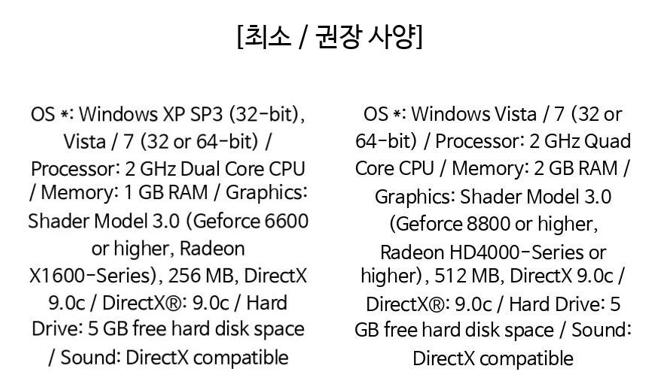 [최소 / 권장 사양]
OS *: Windows XP SP3 (32-bit),
Vista / 7 (32 or 64-bit) /
Processor: 2 GHz Dual Core CPU
/ Memory: 1 GB RAM / Graphics:
Shader Model 3.0 (Geforce 6600
or higher, Radeon
X1600-Series), 256 MB, DirectX
9.0c / DirectX®: 9.0c / Hard
Drive: 5 GB free hard disk space
/ Sound: DirectX compatible
OS *: Windows Vista / 7 (32 or
64-bit) / Processor: 2 GHz Quad
Core CPU / Memory: 2 GB RAM /
Graphics: Shader Model 3.0
(Geforce 8800 or higher,
Radeon HD4000-Series or
higher), 512 MB, DirectX 9.0c /
DirectX®: 9.0c / Hard Drive: 5
GB free hard disk space / Sound:
DirectX compatible